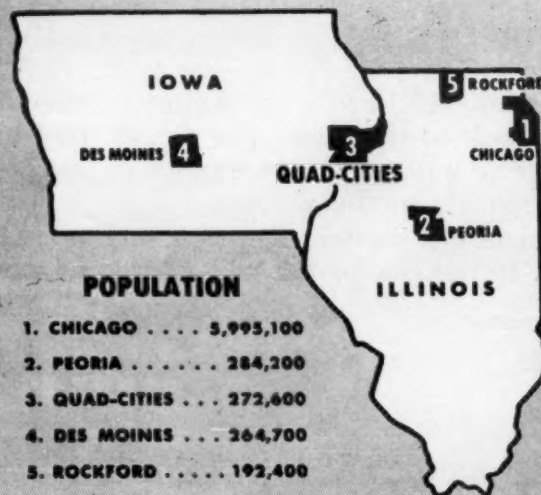 IOWA
5 ROCKFORD
1
CHICAGO
DES MOINES 4
3
QUAD-CITIES
2 PEORIA
ILLINOIS
POPULATION
1. CHICAGO .... 5,995,100
2. PEORIA ...... 284,200
3. QUAD-CITIES ... 272,600
4. DES MOINES ... 264,700
5. ROCKFORD ..... 192,400